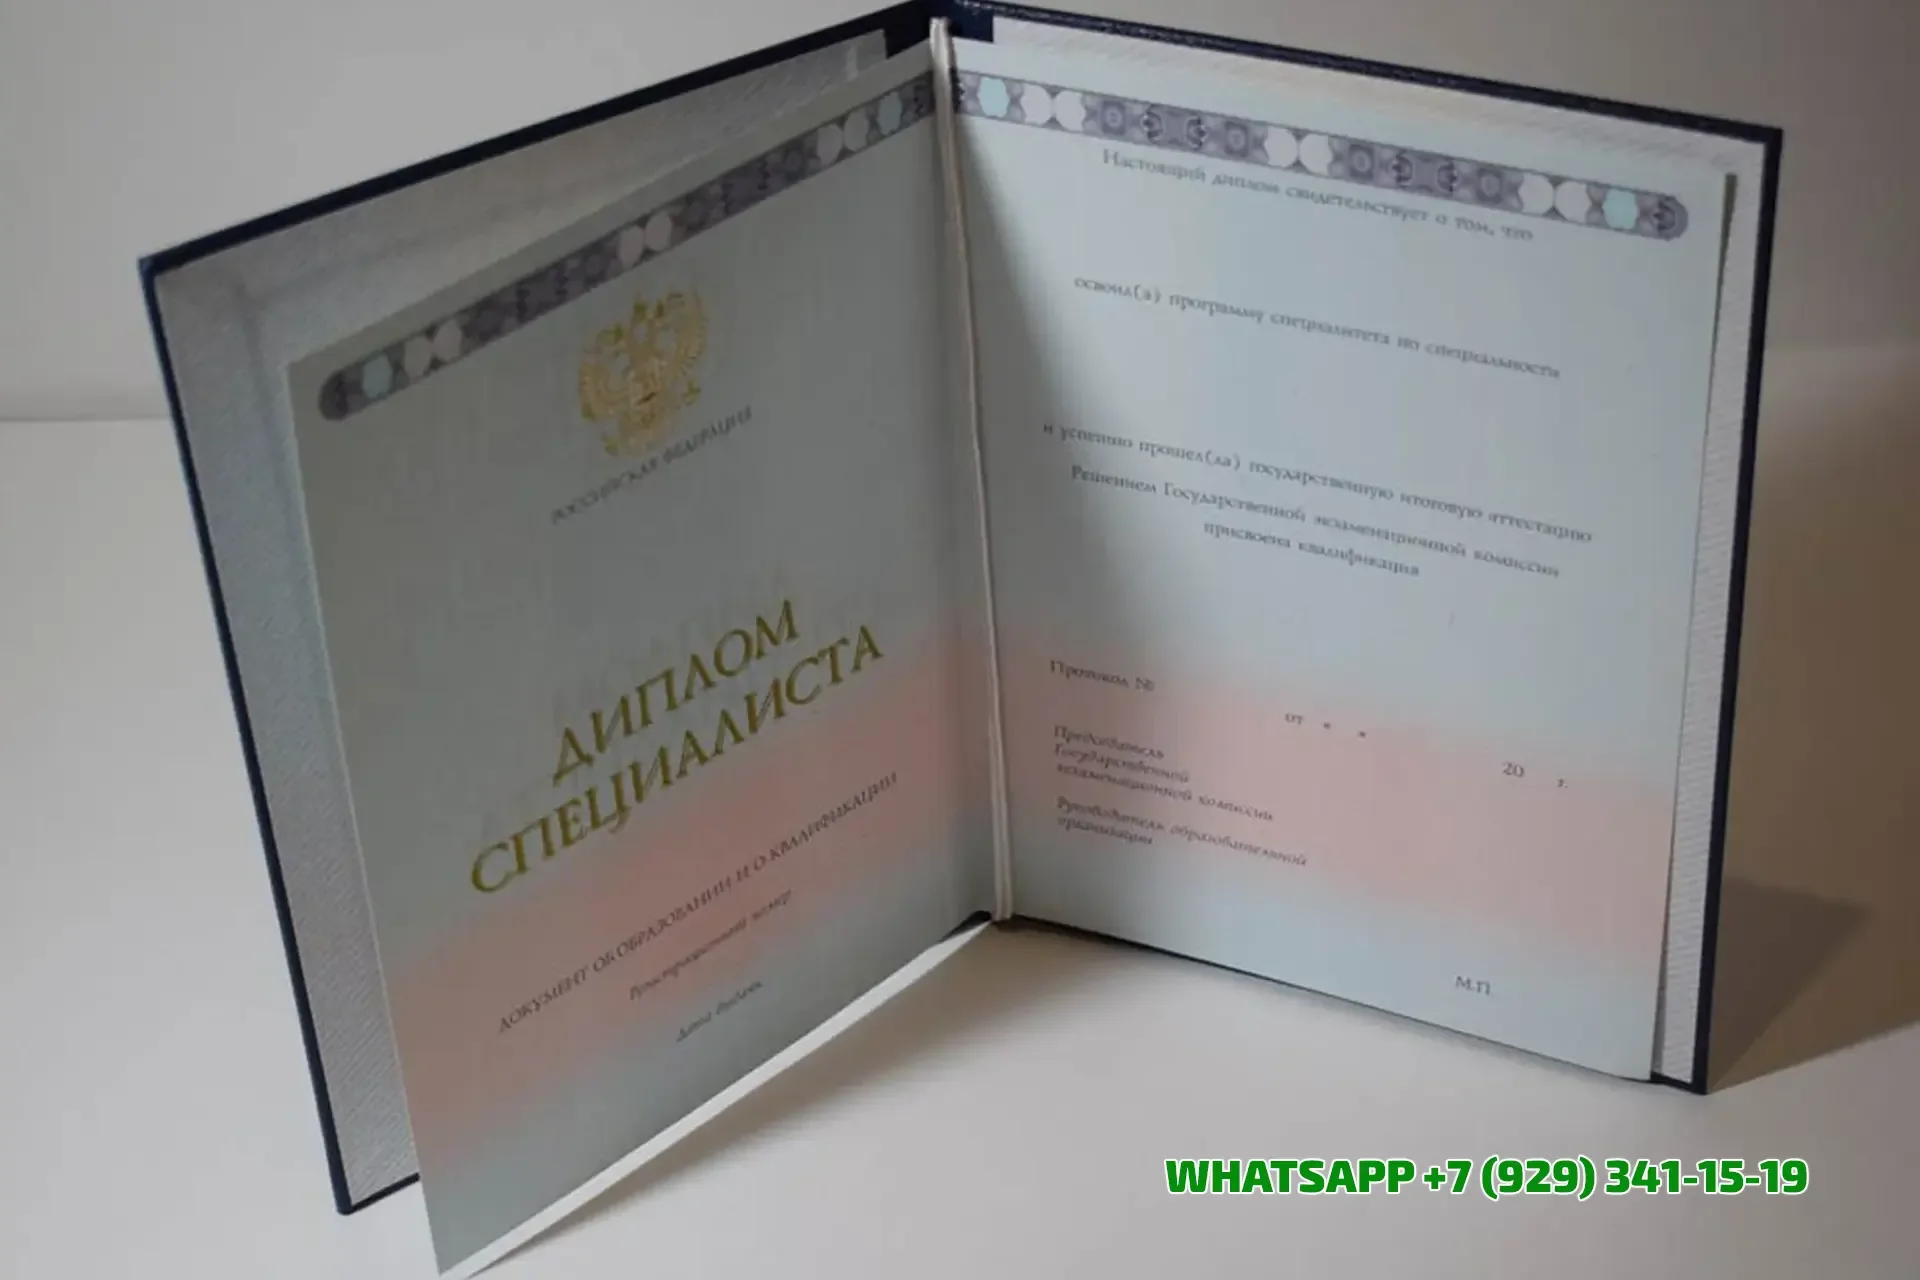 РОССИЙСКАЯ ФЕДЕРАЦИЯ
ДИПЛОМ
СПЕЦИАЛИСТА
ДОКУМЕНТ ОБ ОБРАЗОВАНИИ И О КВАЛИФИКАЦИИ
Регистрационный номер
Дата выдачи
Настоящий диплом свидетельствует о том, что
освоил(а) программу специалитета по специальности
и успешно прошел(ла) государственную итоговую аттестацию
Решением Государственной экзаменационной комиссии
присвоена квалификация
Протокол №
от « »
20 г.
Председатель
Государственной
экзаменационной комиссии
Руководитель образовательной
организации
М.П.
WHATSAPP +7 (929) 341-15-19